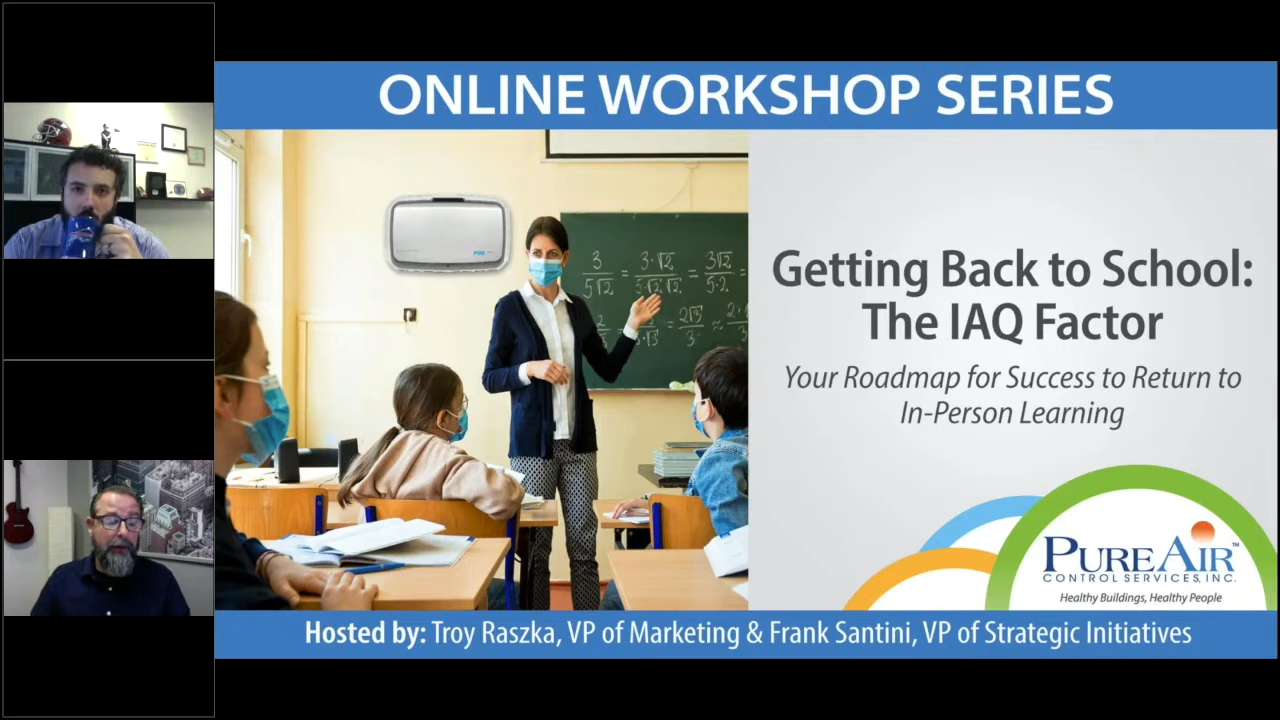 ONLINE WORKSHOP SERIES
Getting Back to School:
The IAQ Factor
Your Roadmap for Success to Return to
In-Person Learning
PUREAIR™
CONTROL SERVICES, INC.
Healthy Buildings, Healthy People
Hosted by: Troy Raszka, VP of Marketing & Frank Santini, VP of Strategic Initiatives